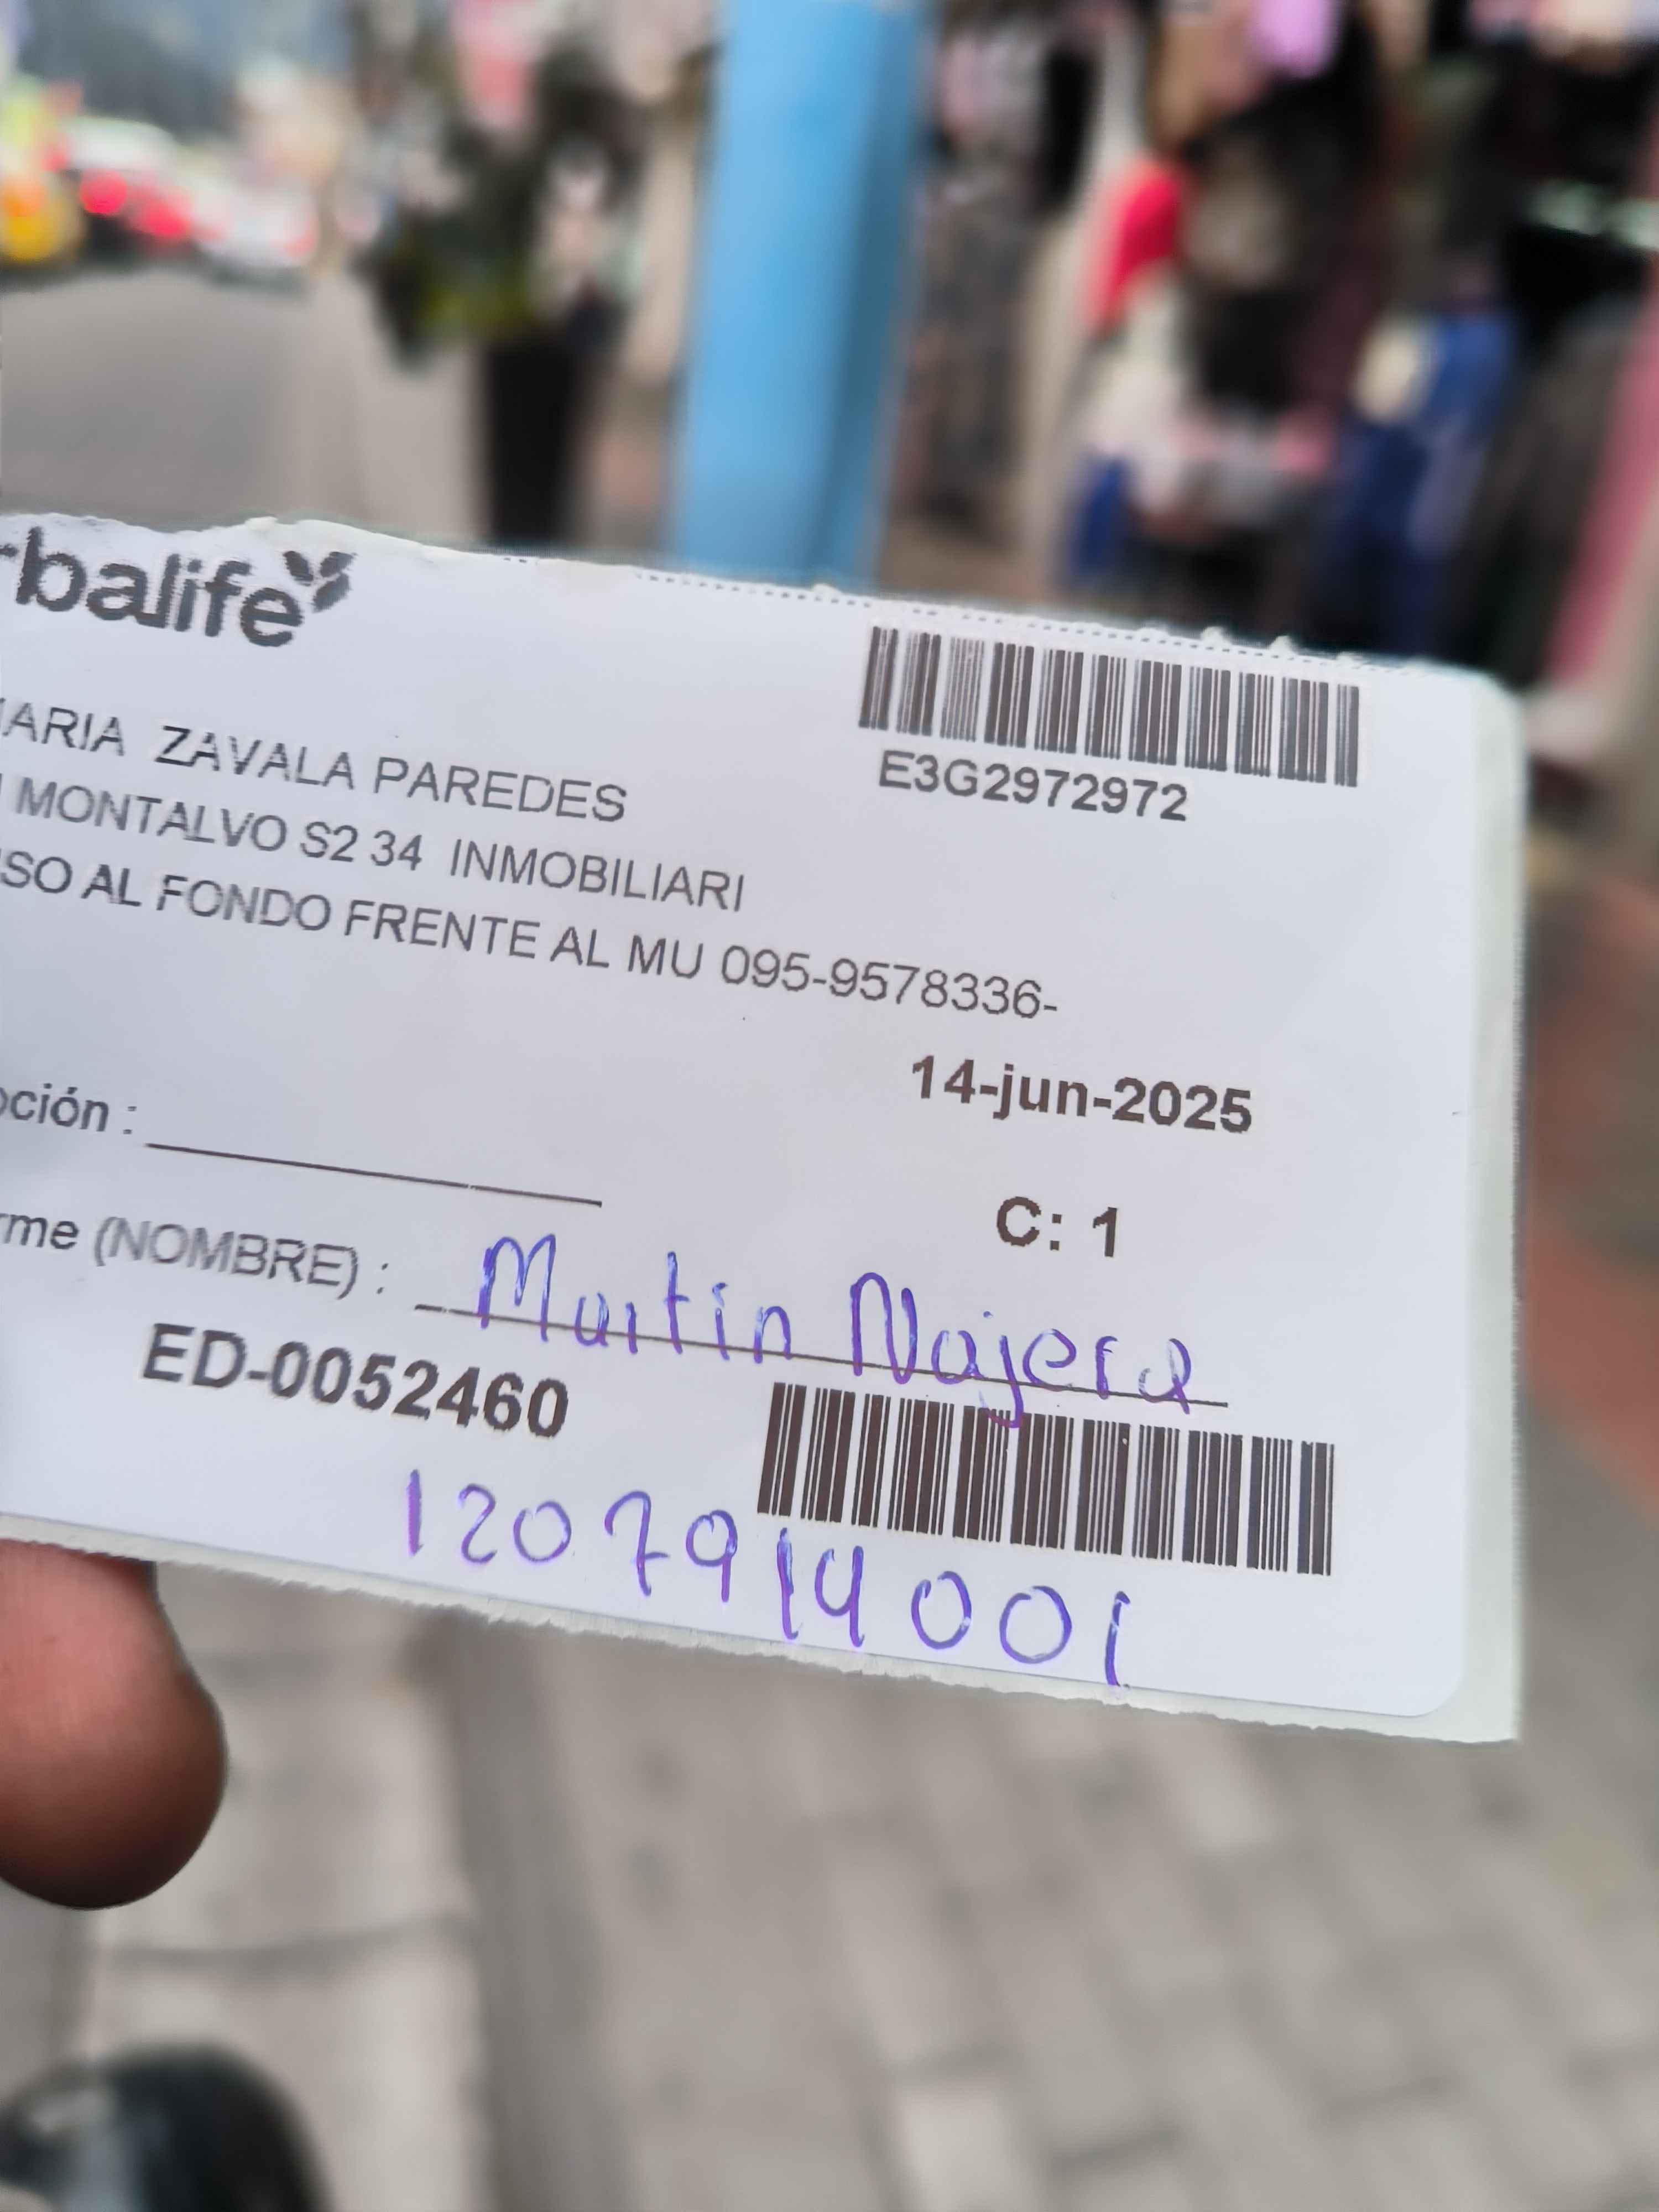 rbalife
E3G2972972
MARIA ZAVALA PAREDES
MONTALVO S2 34 INMOBILIARI
SO AL FONDO FRENTE AL MU 095-9578336-
14-jun-2025
pción :
C: 1
rme (NOMBRE) : Martin Najera
ED-0052460
1207914001